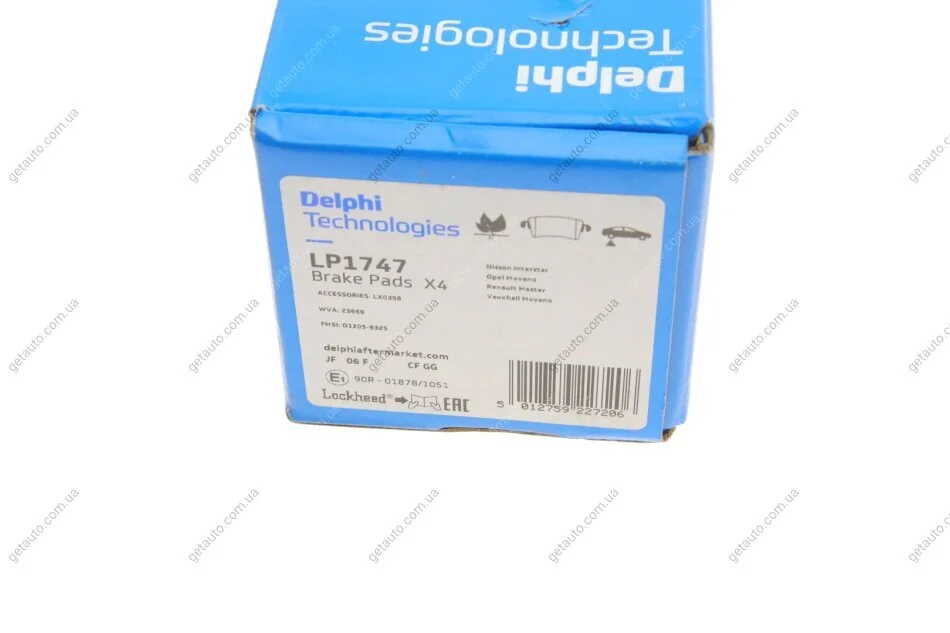 Delphi
Technologies
Delphi
Technologies
LP1747
Brake Pads X4
ACCESSORIES: LX0358
WVA: 23669
FMSI: D1205-8325
delphiaftermarket.com
JF 06 F CF GG
E1 90R - 01878/1051
Lockheed® EAC
Nissan Interstar
Opel Movano
Renault Master
Vauxhall Movano
5 012759 227206
getauto.com.ua